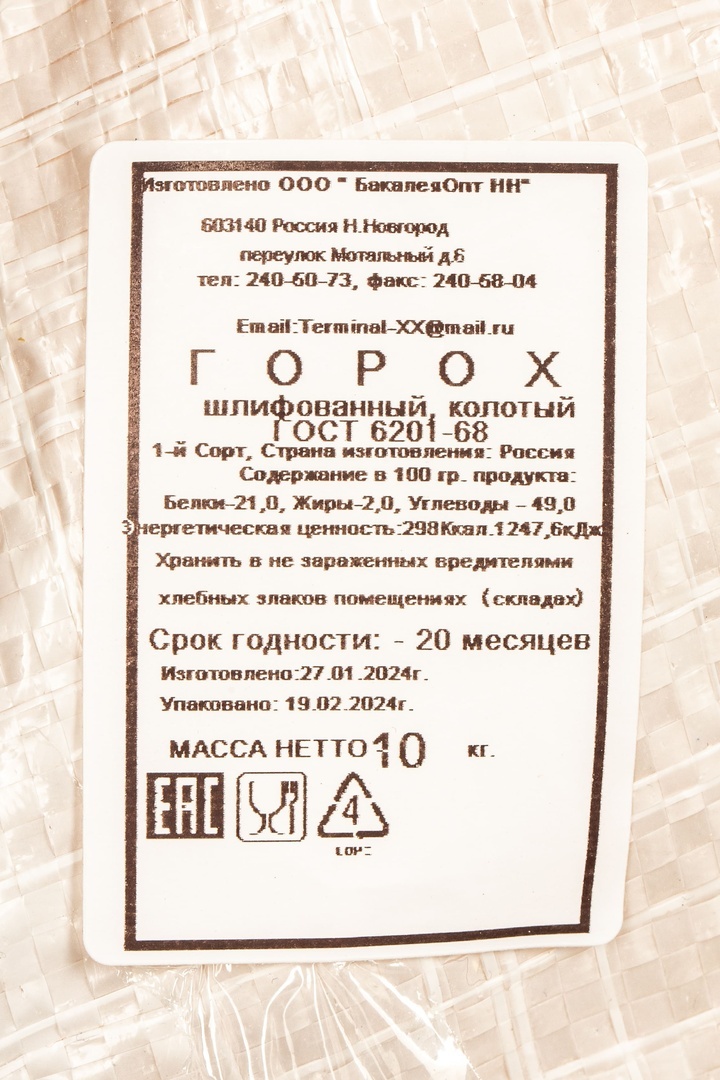 Изготовлено ООО " БакалеяОпт НН"
603140 Россия Н.Новгород
переулок Мотальный д.6
тел: 240-50-73, факс: 240-58-04
Email:Terminal-XX@mail.ru
ГОРОХ
шлифованный, колотый
ГОСТ 6201-68
1-й Сорт, Страна изготовления: Россия
Содержание в 100 гр. продукта:
Белки-21,0, Жиры-2,0, Углеводы - 49,0
Энергетическая ценность:298Ккал.1247,6кДж
Хранить в не зараженных вредителями
хлебных злаков помещениях (складах)
Срок годности: - 20 месяцев
Изготовлено:27.01.2024г.
Упаковано: 19.02.2024г.
МАССА НЕТТО 10 кг.
ЕАС
4